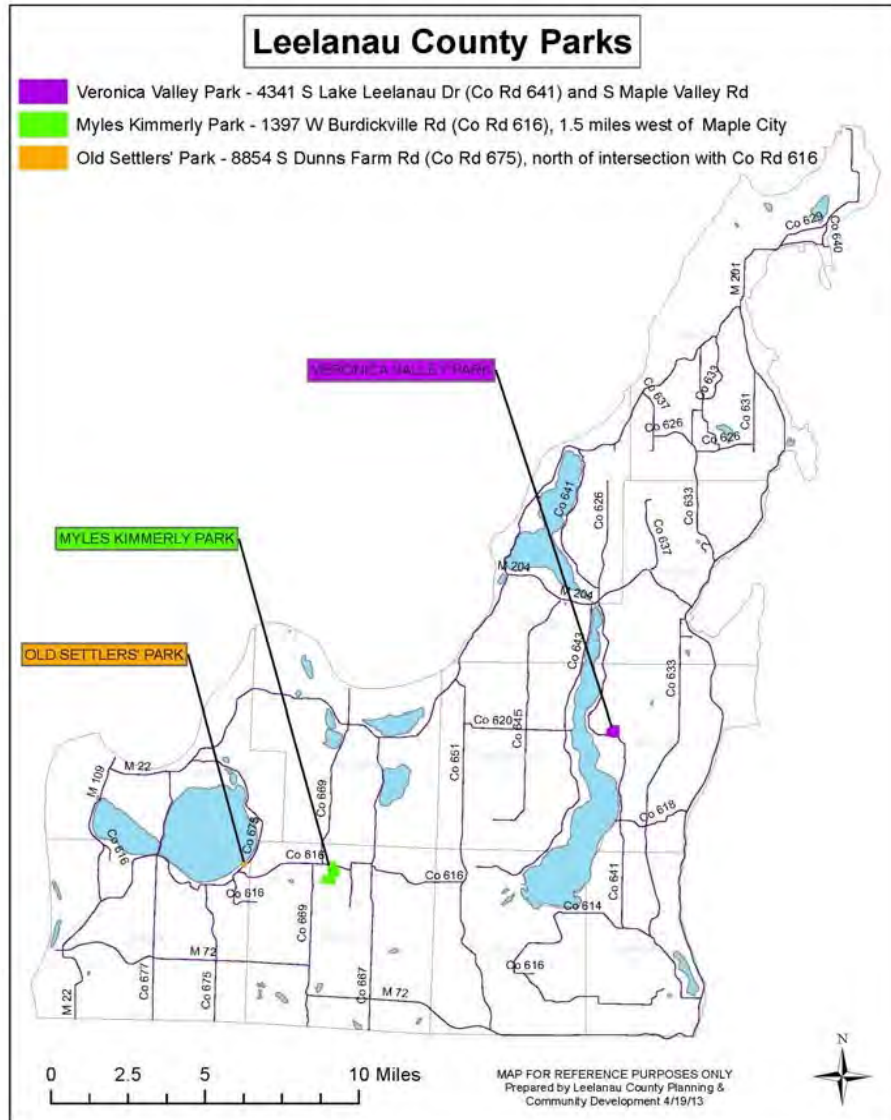 Leelanau County Parks
Veronica Valley Park - 4341 S Lake Leelanau Dr (Co Rd 641) and S Maple Valley Rd
Myles Kimmerly Park - 1397 W Burdickville Rd (Co Rd 616), 1.5 miles west of Maple City
Old Settlers' Park - 8854 S Dunns Farm Rd (Co Rd 675), north of intersection with Co Rd 616
Co 629
Co 640
M 201
VERONICA VALLEY PARK
Co 633
Co 637
Co 631
Co 626
Co 626
Co 641
Co 626
Co 633
MYLES KIMMERLY PARK
Co 637
M 204
M 204
Co 643
OLD SETTLERS' PARK
Co 633
Co 620
Co 645
Co 651
M 22
M 109
Co 669
Co 675
Co 618
Co 616
Co 616
Co 616
Co 616
Co 641
Co 669
Co 614
M 72
Co 616
Co 677
Co 675
Co 667
M 22
M 72
N
0 2.5 5 10 Miles
MAP FOR REFERENCE PURPOSES ONLY
Prepared by Leelanau County Planning &
Community Development 4/19/13